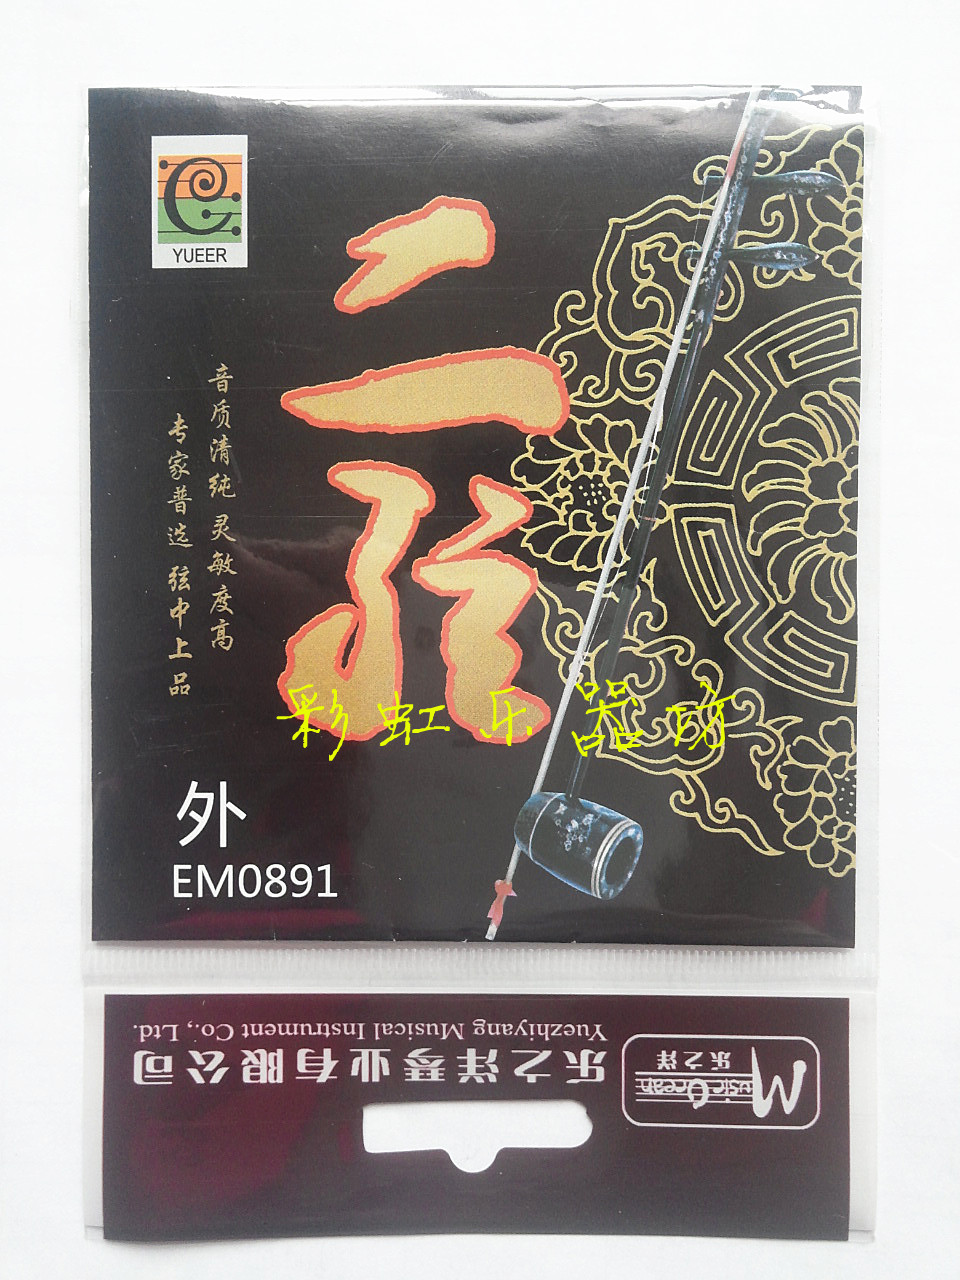 YUEER
二弦
音质清纯 灵敏度高
专家普选 弦中上品
彩虹乐器坊
外
EM0891
Music Ocean
乐之洋
乐之洋琴业有限公司
Yuezhiyang Musical Instrument Co., Ltd.